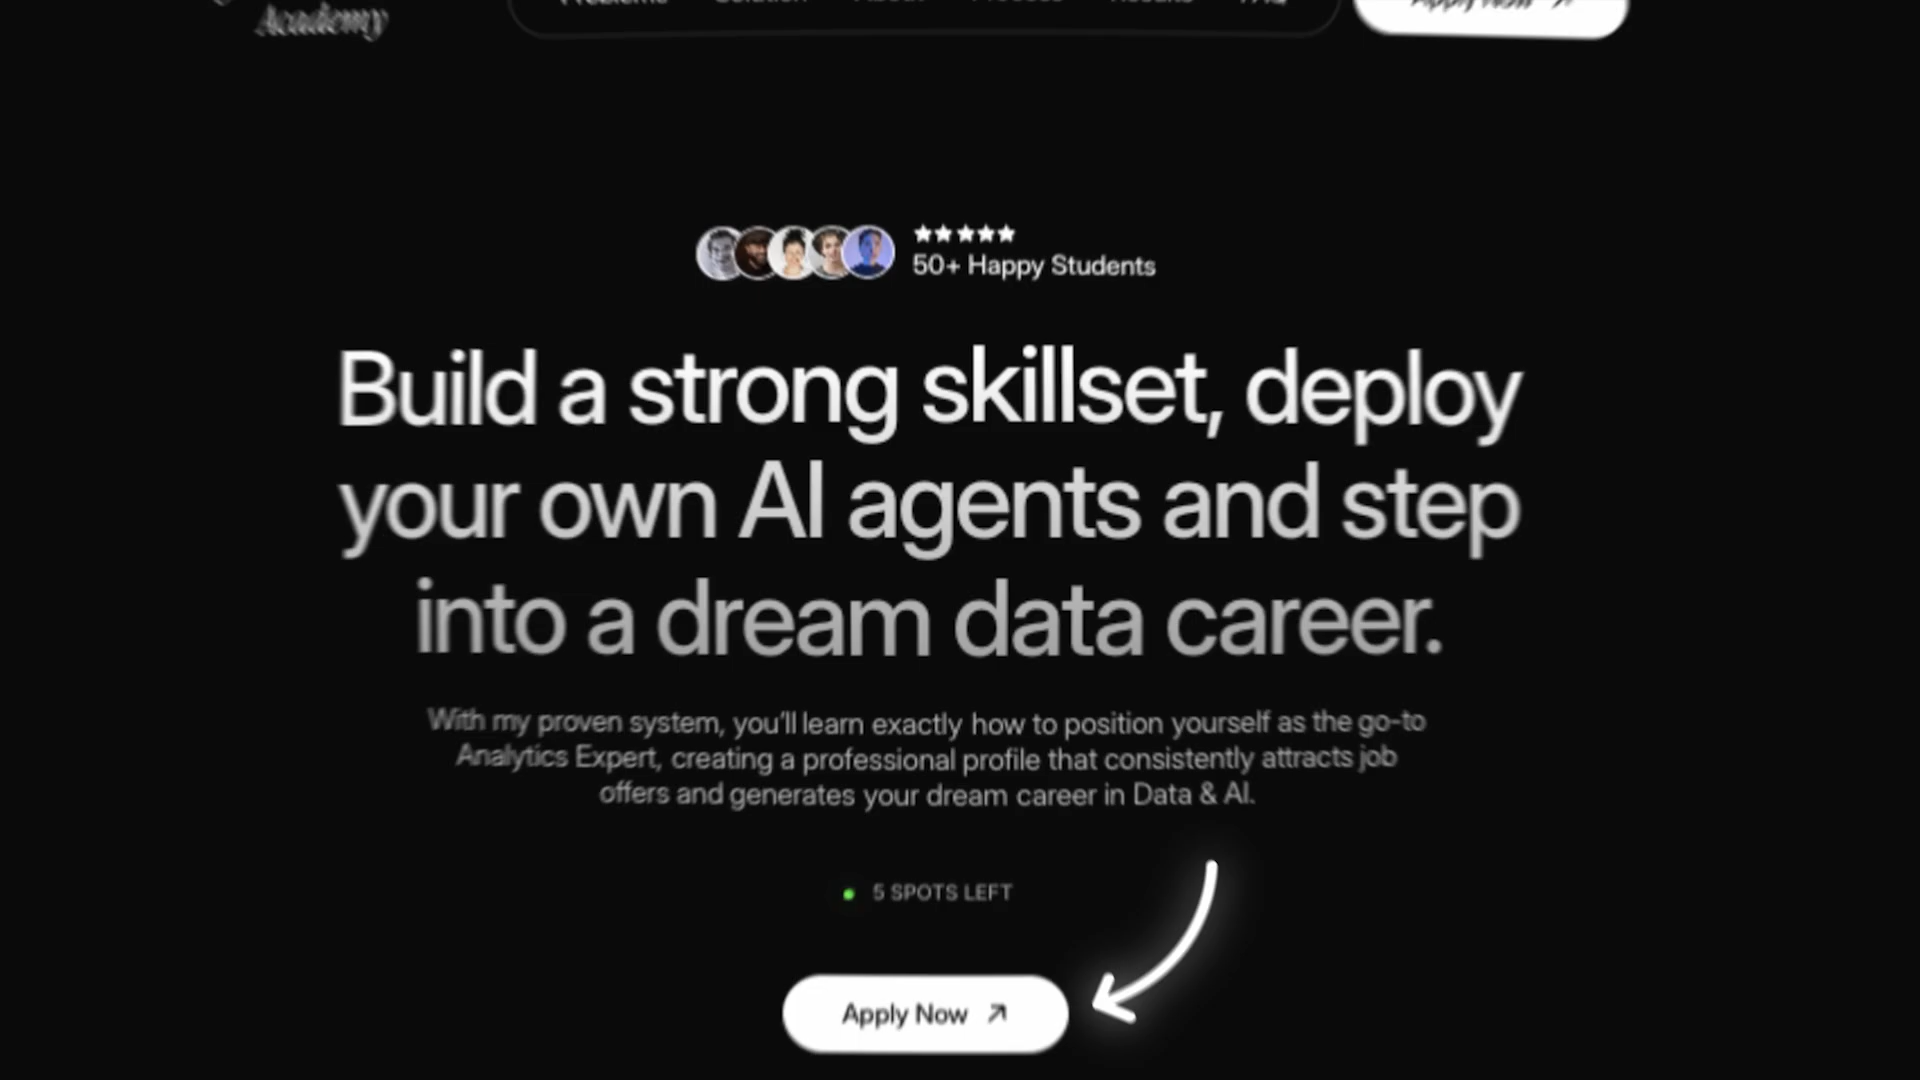 Academy
Apply Now
50+ Happy Students
Build a strong skillset, deploy
your own AI agents and step
into a dream data career.
With my proven system, you'll learn exactly how to position yourself as the go-to
Analytics Expert, creating a professional profile that consistently attracts job
offers and generates your dream career in Data & AI.
5 SPOTS LEFT
Apply Now